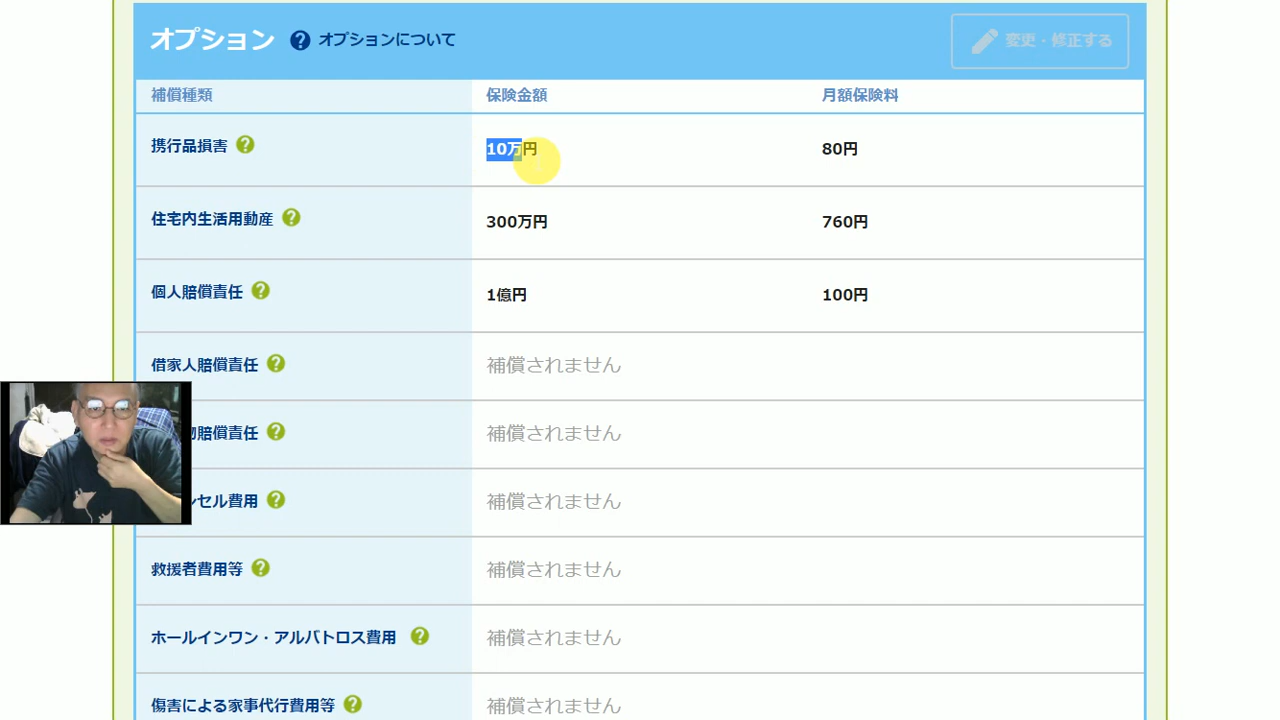 オプション ? オプションについて 変更・修正する
補償種類 保険金額 月額保険料
携行品損害 ? 10万円 80円
住宅内生活用動産 ? 300万円 760円
個人賠償責任 ? 1億円 100円
借家人賠償責任 ? 補償されません
賠償責任 ? 補償されません
セル費用 ? 補償されません
救援者費用等 ? 補償されません
ホールインワン・アルバトロス費用 ? 補償されません
傷害による家事代行費用等 ? 補償されません